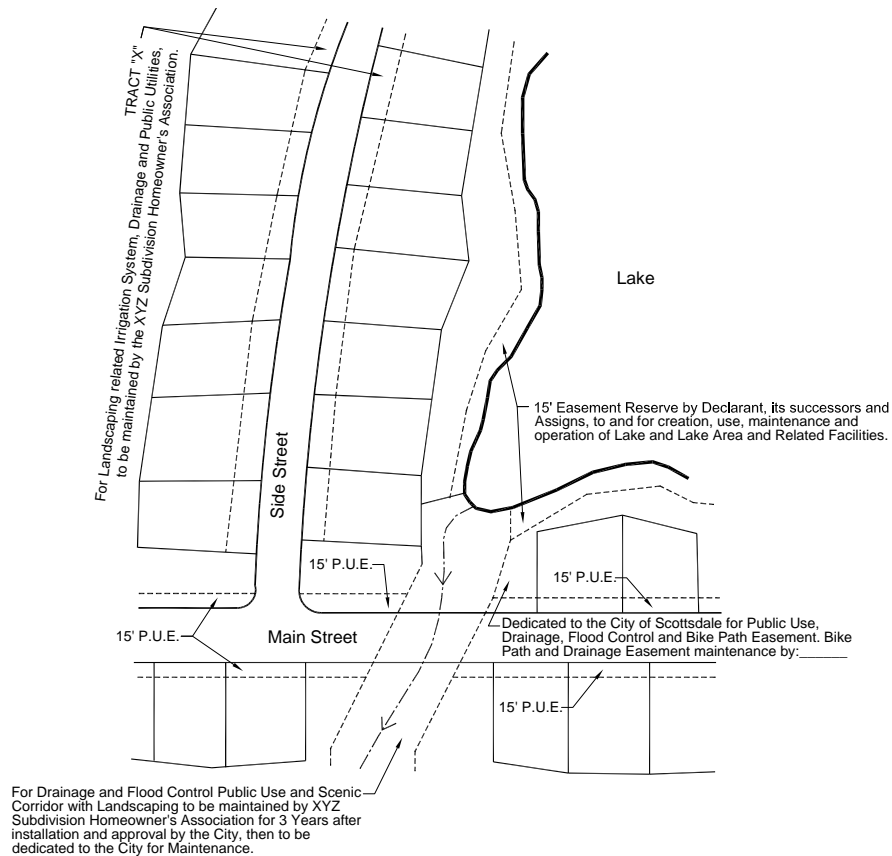 TRACT "X"
For Landscaping related Irrigation System, Drainage and Public Utilities,
to be maintained by the XYZ Subdivision Homeowner's Association.
Lake
15' Easement Reserve by Declarant, its successors and
Assigns, to and for creation, use, maintenance and
operation of Lake and Lake Area and Related Facilities.
Side Street
15' P.U.E.
15' P.U.E.
Dedicated to the City of Scottsdale for Public Use,
Drainage, Flood Control and Bike Path Easement. Bike
Path and Drainage Easement maintenance by:______
15' P.U.E.
Main Street
15' P.U.E.
For Drainage and Flood Control Public Use and Scenic
Corridor with Landscaping to be maintained by XYZ
Subdivision Homeowner's Association for 3 Years after
installation and approval by the City, then to be
dedicated to the City for Maintenance.